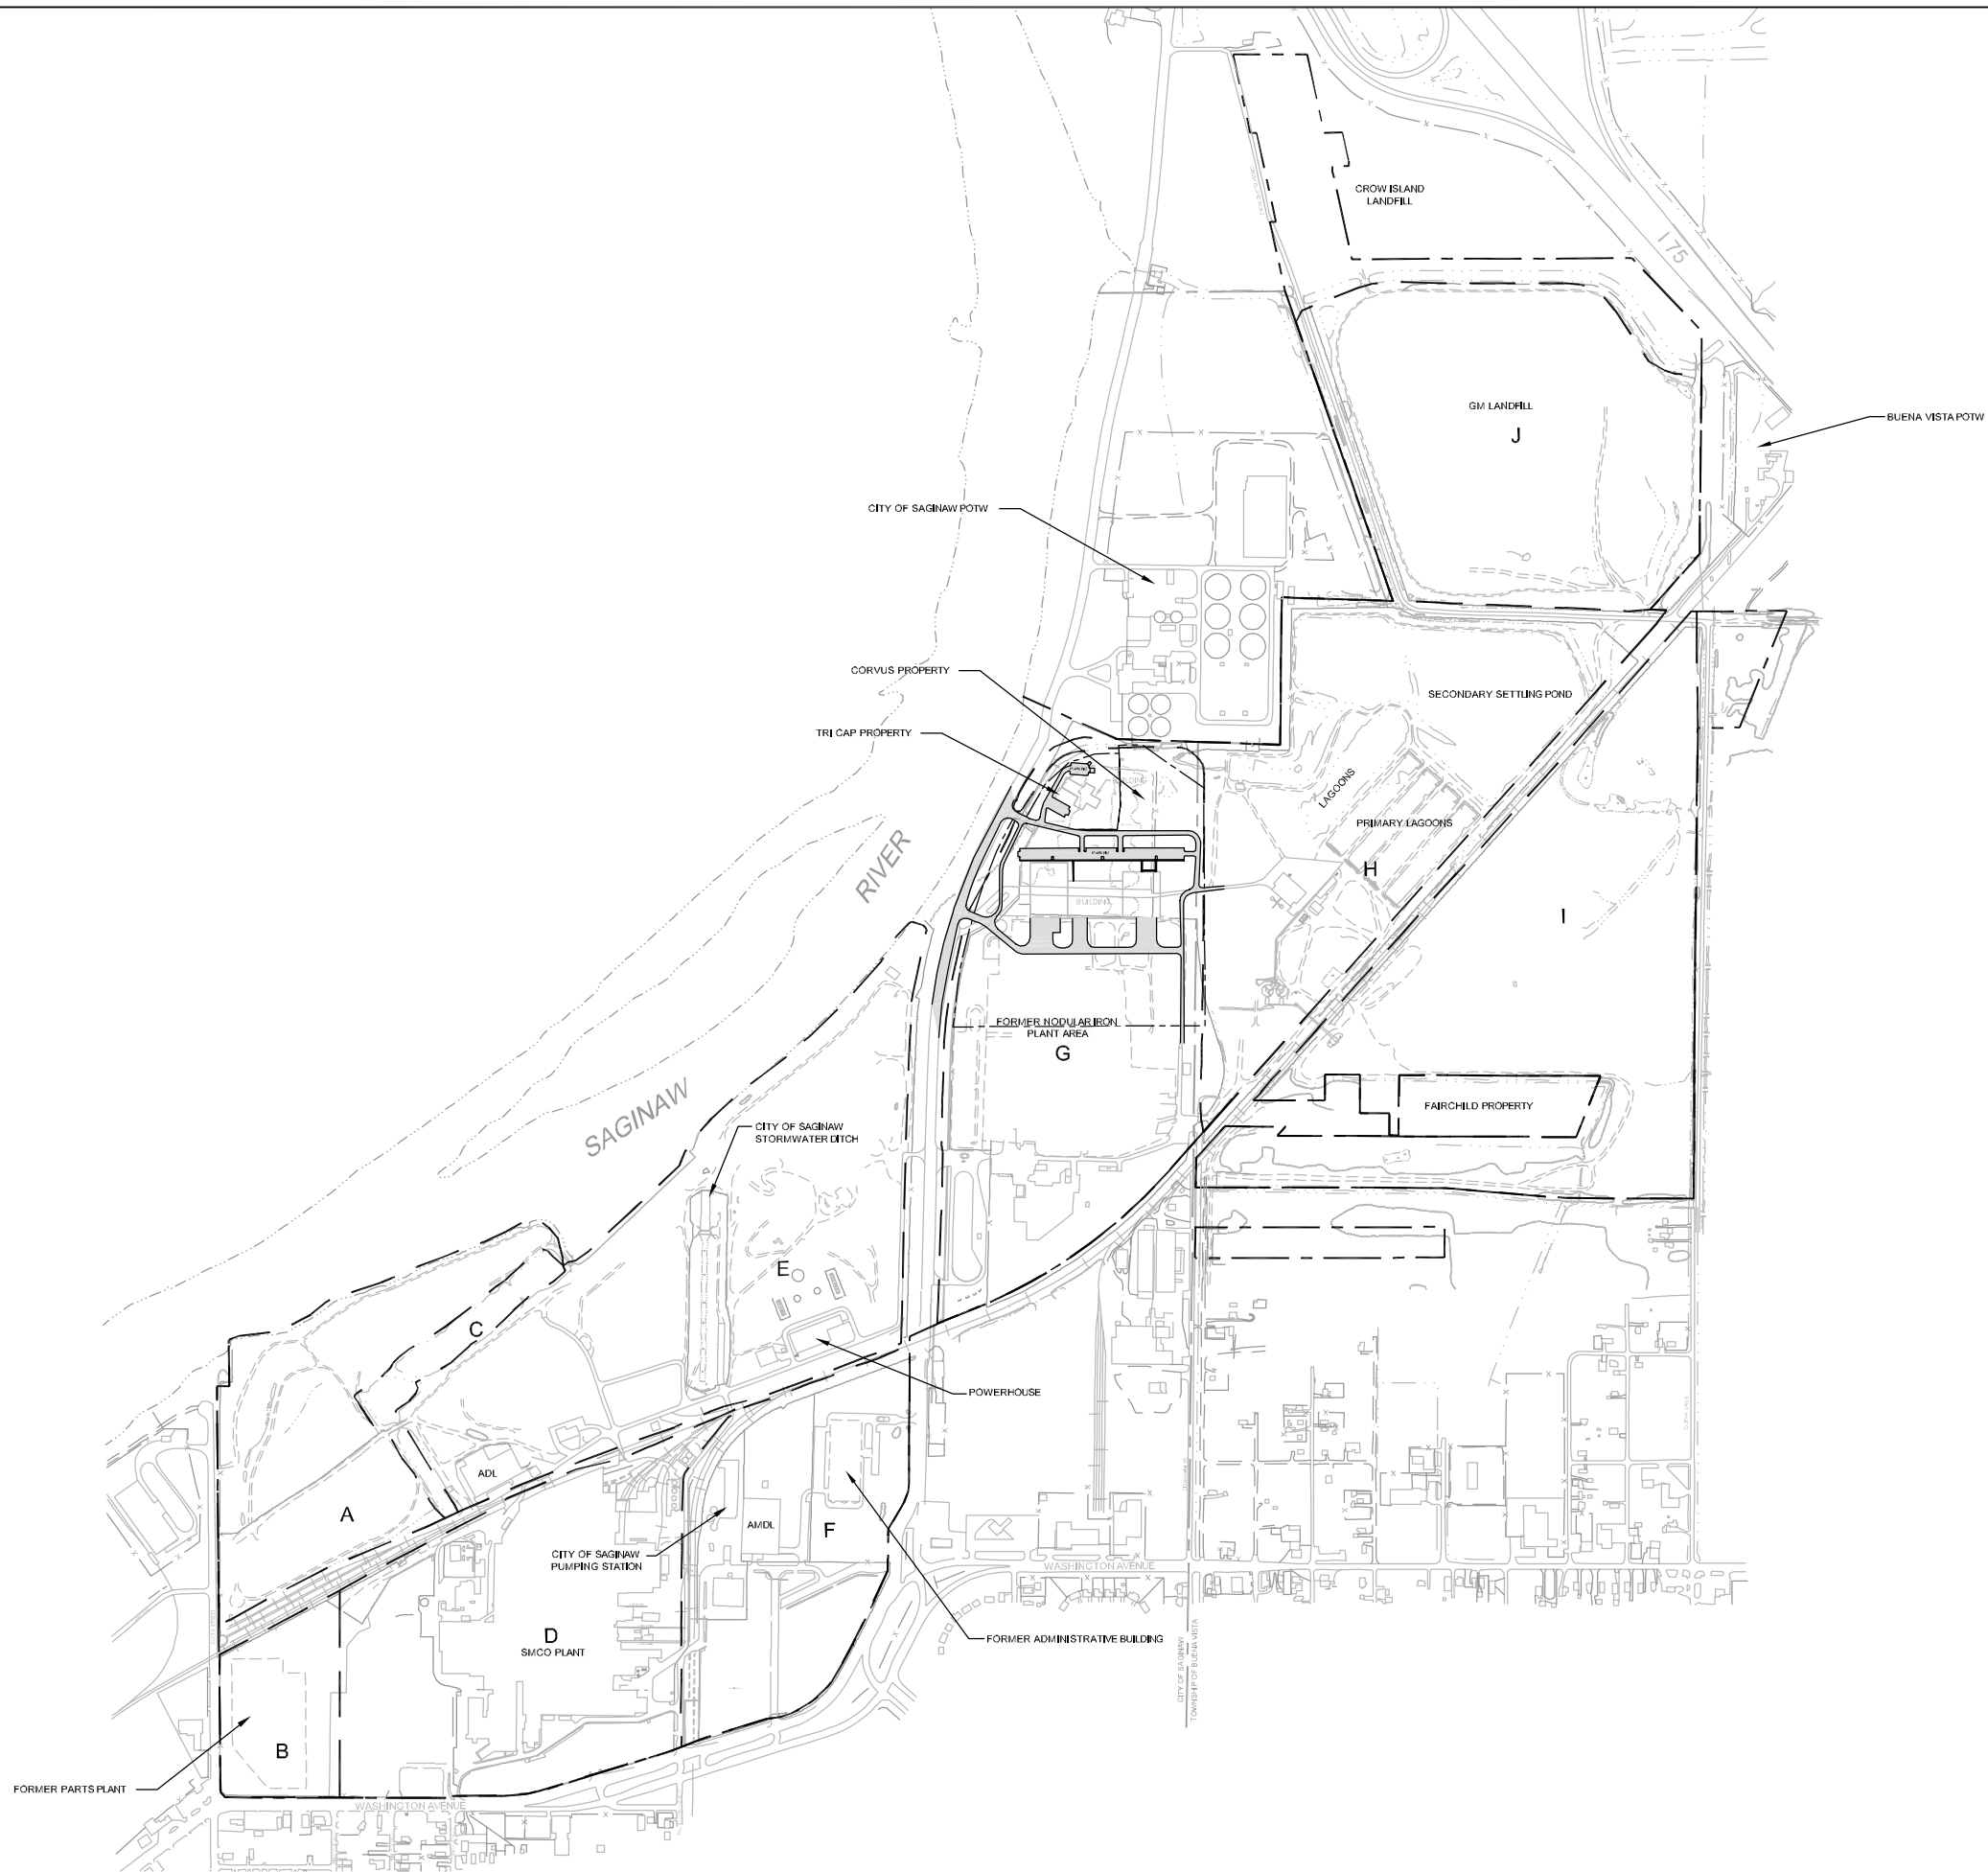 CROW ISLAND
LANDFILL
I 75
GM LANDFILL
J
BUENA VISTA POTW
CITY OF SAGINAW POTW
CORVUS PROPERTY
SECONDARY SETTLING POND
TRI CAP PROPERTY
BUILDING
LAGOONS
PRIMARY LAGOONS
H
RIVER
BUILDING
I
FORMER NODULAR IRON
PLANT AREA
G
FAIRCHILD PROPERTY
SAGINAW
CITY OF SAGINAW
STORMWATER DITCH
E
C
POWERHOUSE
ADL
A
AMDL
F
CITY OF SAGINAW
PUMPING STATION
WASHINGTON AVENUE
D
SMCO PLANT
FORMER ADMINISTRATIVE BUILDING
CITY OF SAGINAW
TOWNSHIP OF BUENA VISTA
B
FORMER PARTS PLANT
WASHINGTON AVENUE